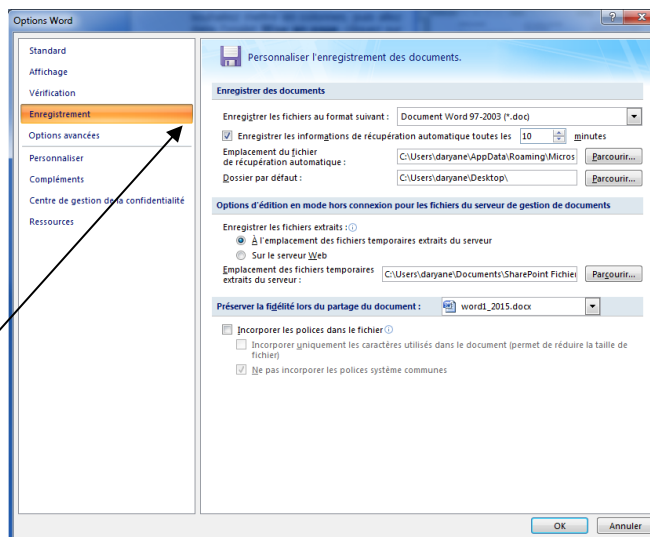 Options Word
Standard
Affichage
Vérification
Enregistrement
Options avancées
Personnaliser
Compléments
Centre de gestion de la confidentialité
Ressources
Personnaliser l'enregistrement des documents.
Enregistrer des documents
Enregistrer les fichiers au format suivant : Document Word 97-2003 (*.doc)
Enregistrer les informations de récupération automatique toutes les 10 minutes
Emplacement du fichier
de récupération automatique : C:\Users\daryane\AppData\Roaming\Micros Parcourir...
Dossier par défaut : C:\Users\daryane\Desktop\ Parcourir...
Options d'édition en mode hors connexion pour les fichiers du serveur de gestion de documents
Enregistrer les fichiers extraits :
À l'emplacement des fichiers temporaires extraits du serveur
Sur le serveur Web
Emplacement des fichiers temporaires
extraits du serveur : C:\Users\daryane\Documents\SharePoint Fichier Parcourir...
Préserver la fidélité lors du partage du document : word1_2015.docx
Incorporer les polices dans le fichier
Incorporer uniquement les caractères utilisés dans le document (permet de réduire la taille de
fichier)
Ne pas incorporer les polices système communes
OK Annuler